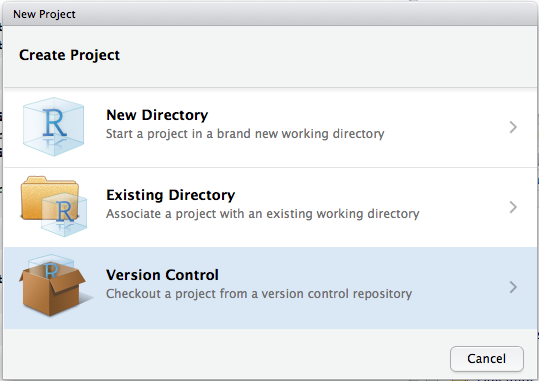 New Project
Create Project
New Directory
Start a project in a brand new working directory
Existing Directory
Associate a project with an existing working directory
Version Control
Checkout a project from a version control repository
Cancel